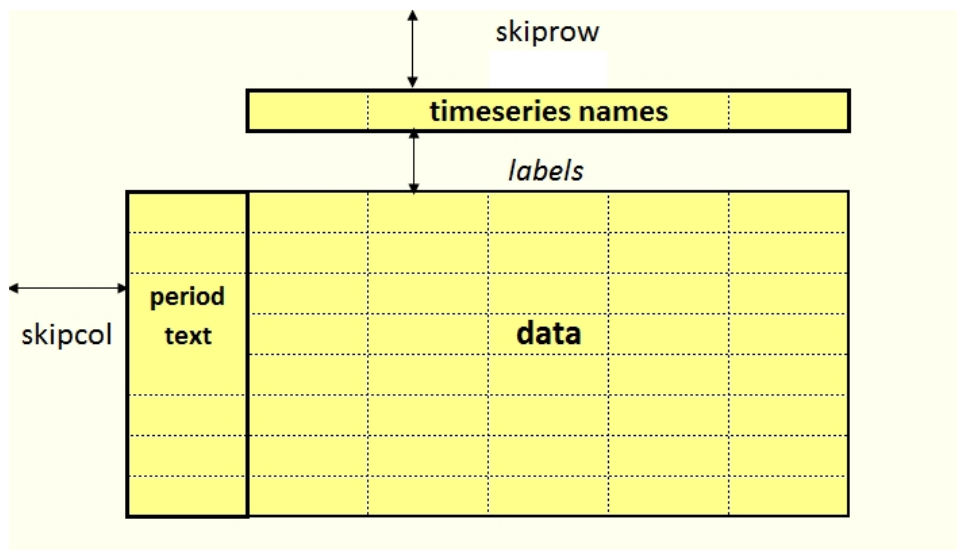 skiprow
timeseries names
labels
period
text
skipcol
data